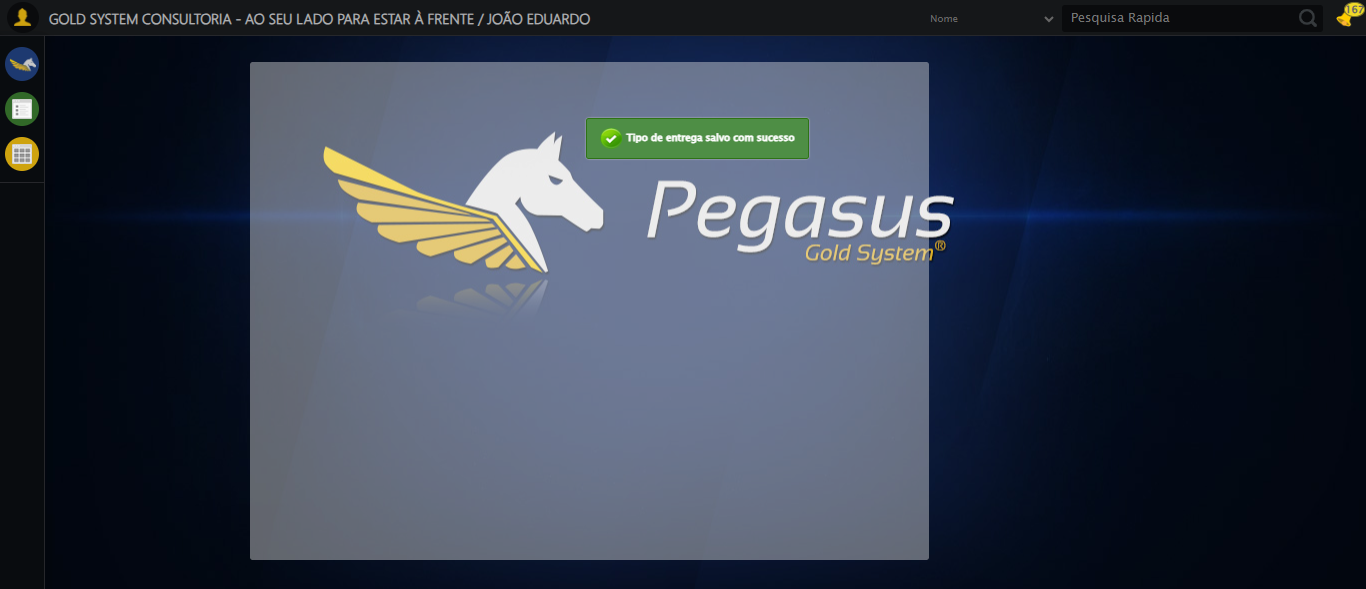 GOLD SYSTEM CONSULTORIA - AO SEU LADO PARA ESTAR À FRENTE / JOÃO EDUARDO
Nome
Pesquisa Rapida
167
Tipo de entrega salvo com sucesso
Pegasus
Gold System®